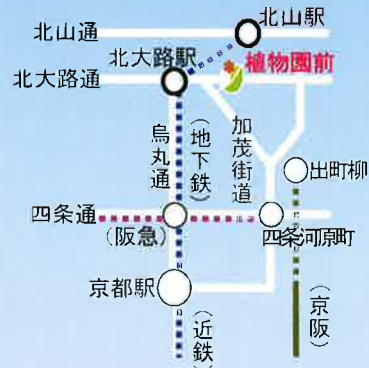 北山駅
北山通
北大路駅
植物園前
北大路通
烏丸通
(地下鉄)
加茂街道
出町柳
四条通
(阪急)
四条河原町
京都駅
(近鉄)
(京阪)